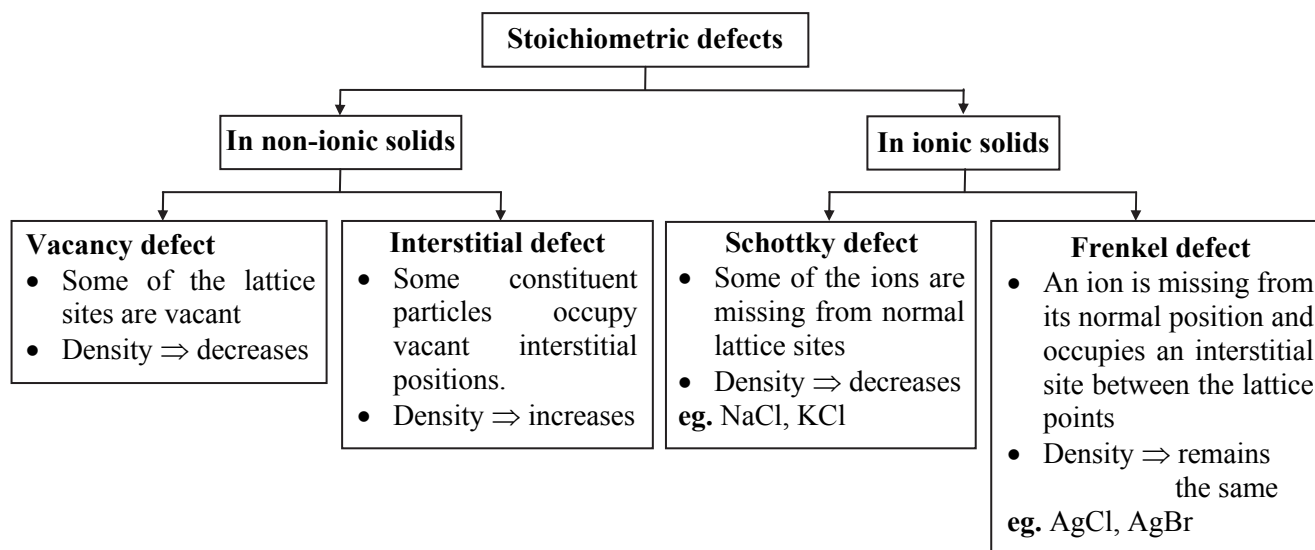 Stoichiometric defects
In non-ionic solids
In ionic solids
Vacancy defect
• Some of the lattice
sites are vacant
• Density ⇒ decreases
Interstitial defect
• Some constituent
particles occupy
vacant interstitial
positions.
• Density ⇒ increases
Schottky defect
• Some of the ions are
missing from normal
lattice sites
• Density ⇒ decreases
eg. NaCl, KCl
Frenkel defect
• An ion is missing from
its normal position and
occupies an interstitial
site between the lattice
points
• Density ⇒ remains
the same
eg. AgCl, AgBr